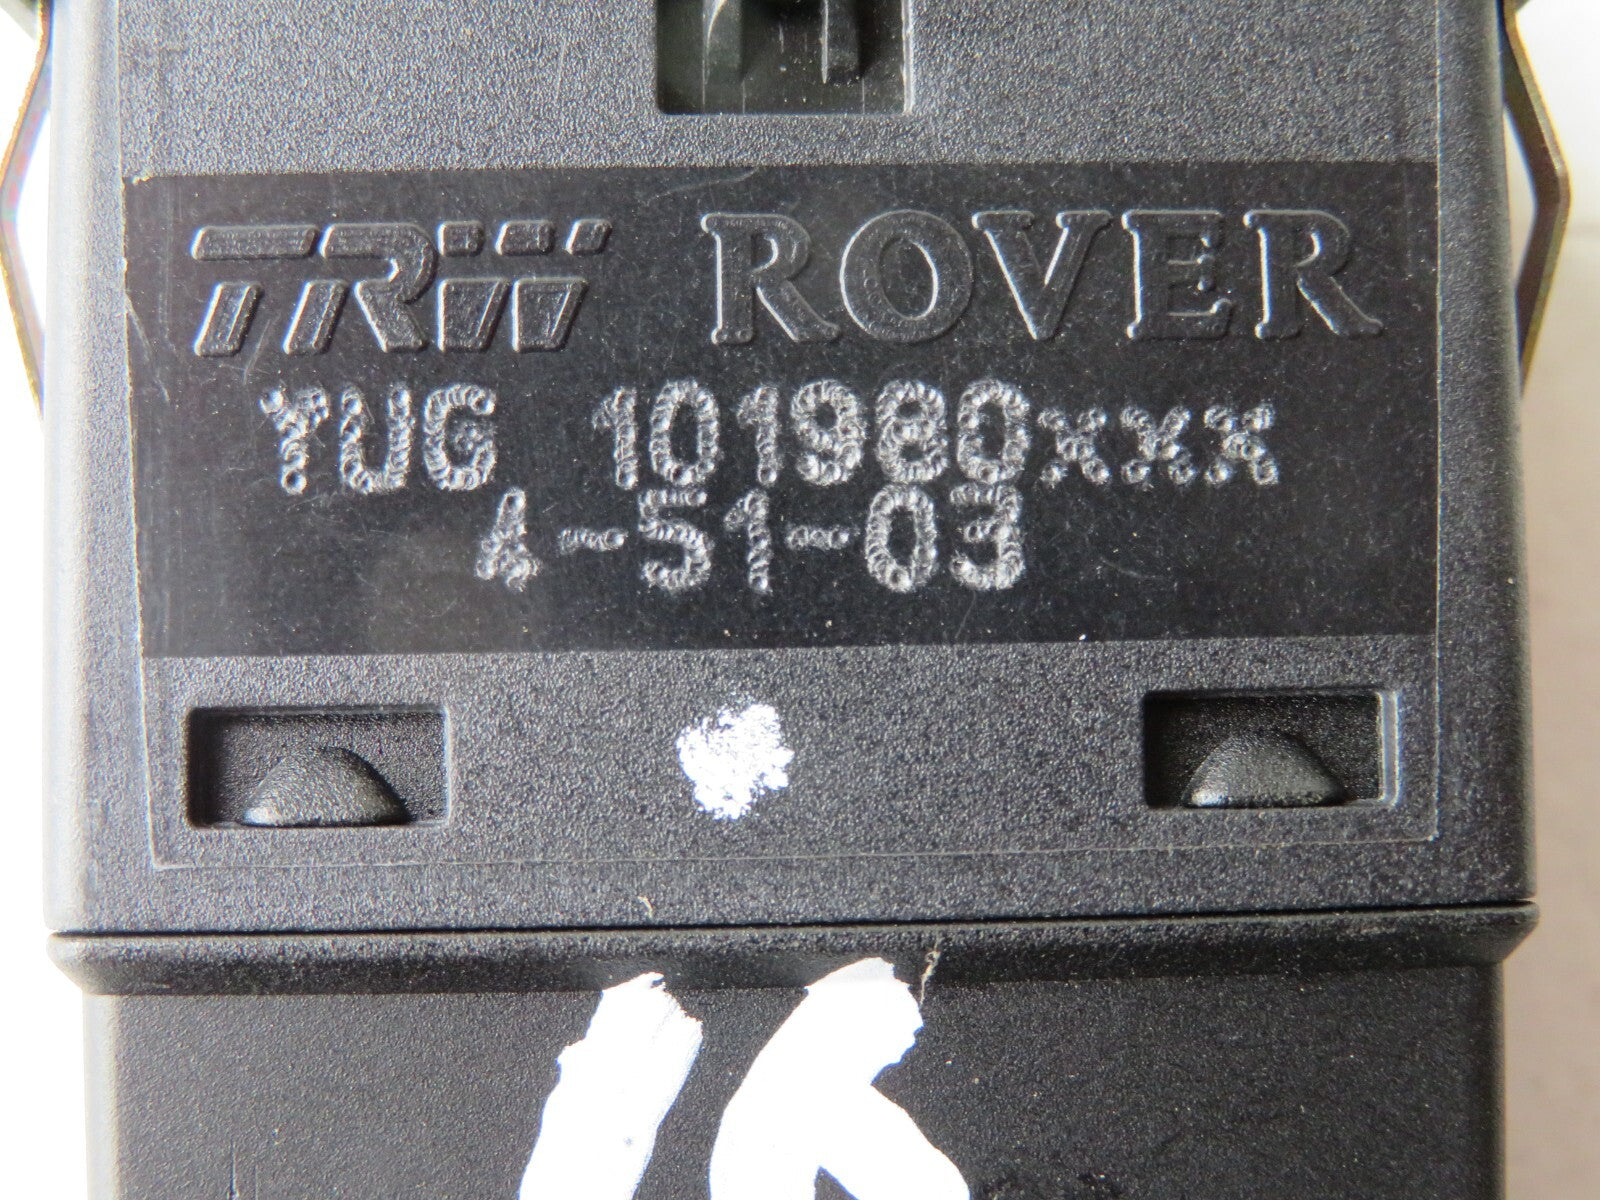 TRW ROVER
YUG 101980xxx
4-51-03